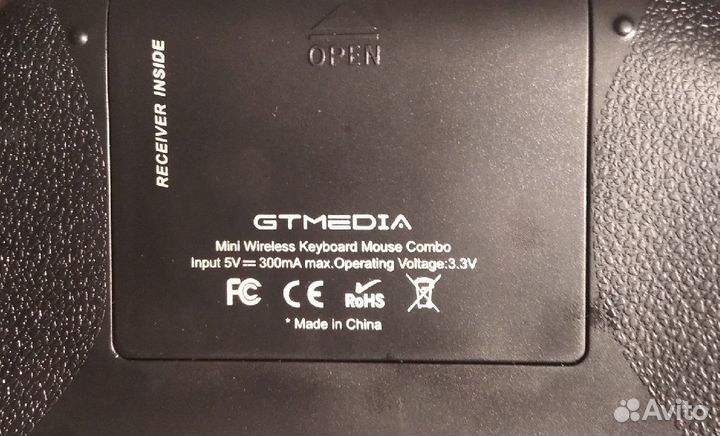 OPEN
RECEIVER INSIDE
GTMEDIA
Mini Wireless Keyboard Mouse Combo
Input 5V⎓300mA max.Operating Voltage:3.3V
FC CE RoHS
* Made in China
Avito